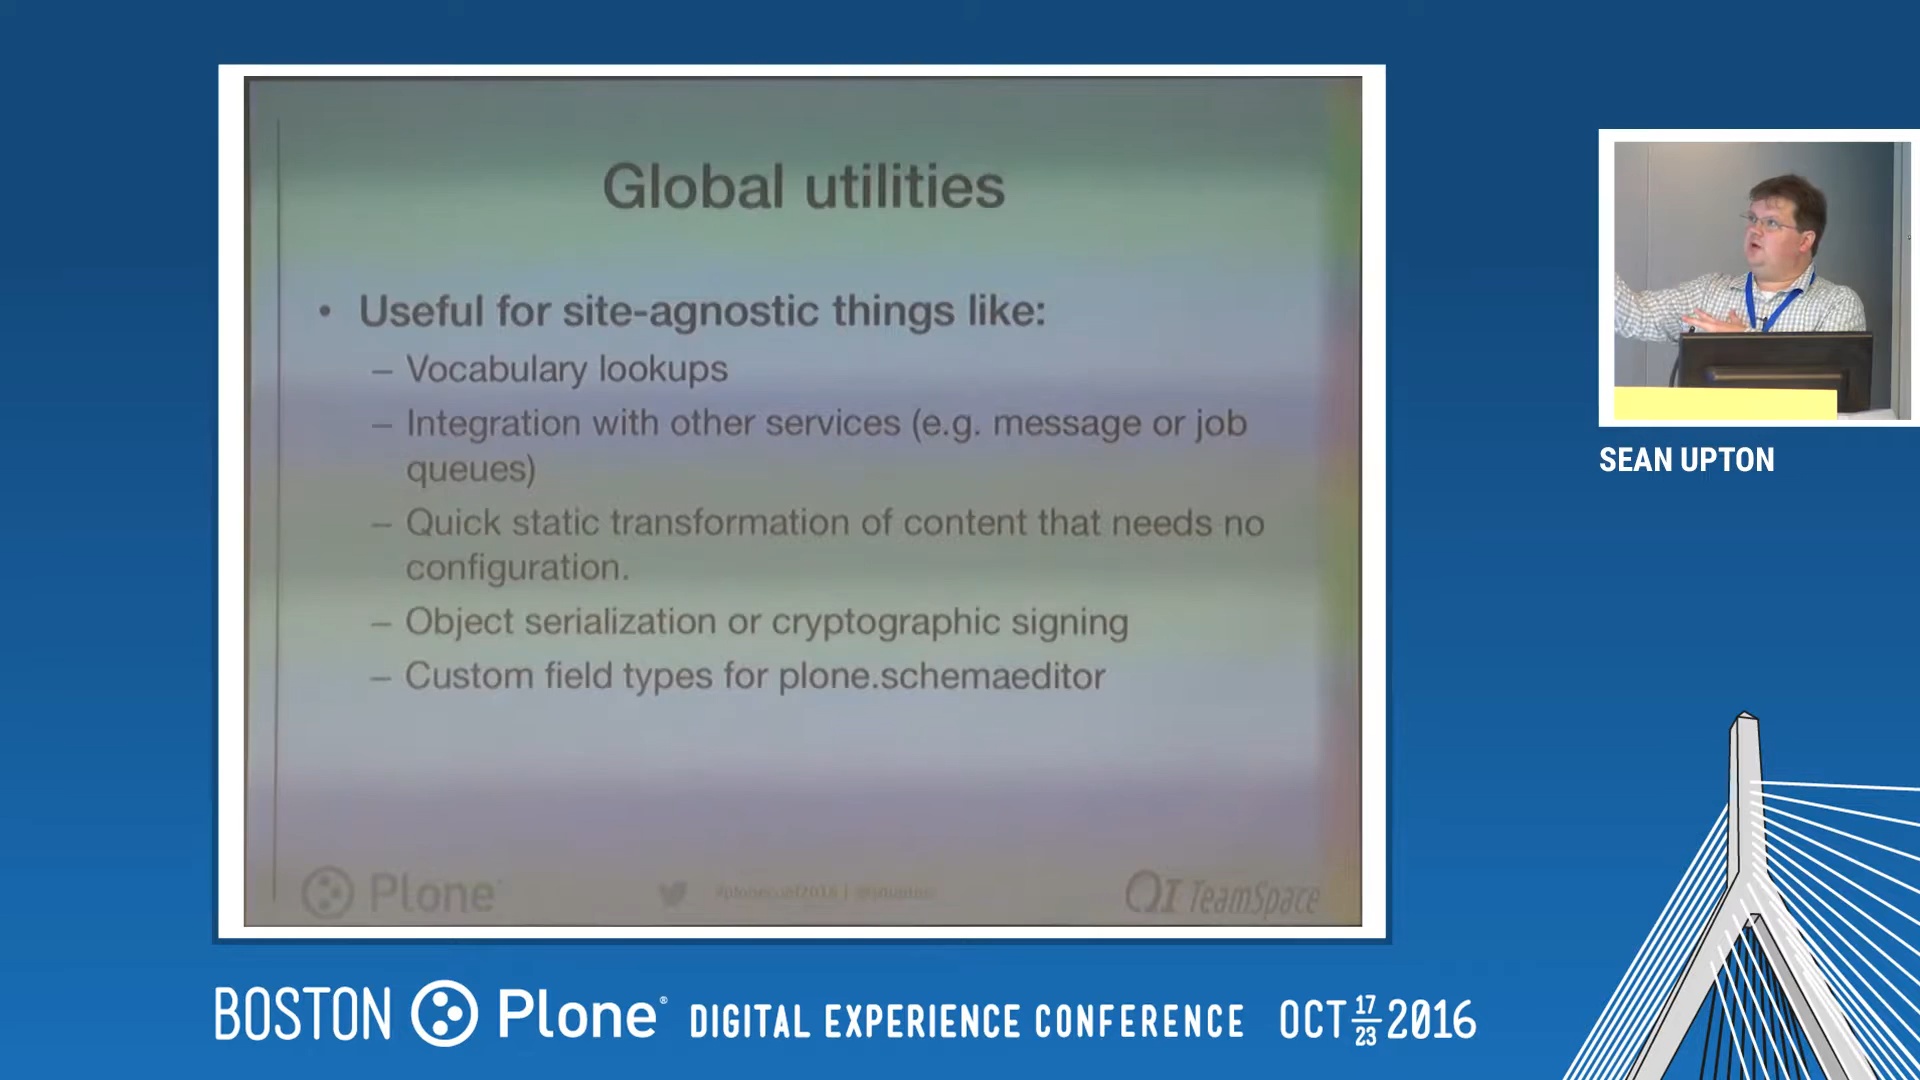 Global utilities
• Useful for site-agnostic things like:
– Vocabulary lookups
– Integration with other services (e.g. message or job
queues)
– Quick static transformation of content that needs no
configuration.
– Object serialization or cryptographic signing
– Custom field types for plone.schemaeditor
Plone
#ploneconf2016 |
QI TeamSpace
SEAN UPTON
BOSTON Plone® DIGITAL EXPERIENCE CONFERENCE OCT 17 23 2016